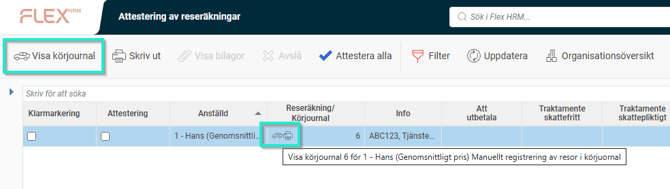 FLEX HRM
Attestering av reseräkningar
Sök i Flex HRM...
Visa körjournal
Skriv ut
Visa bilagor
Avslå
Attestera alla
Filter
Uppdatera
Organisationsöversikt
Skriv för att söka
Klarmarkering
Attestering
Anställd
Reseräkning/
Körjournal
Info
Att
utbetala
Traktamente
skattefritt
Traktamente
skattepliktigt
1 - Hans (Genomsnittli...
6
ABC123, Tjänste...
Visa körjournal 6 för 1 - Hans (Genomsnittligt pris) Manuellt registrering av resor i körjuornal